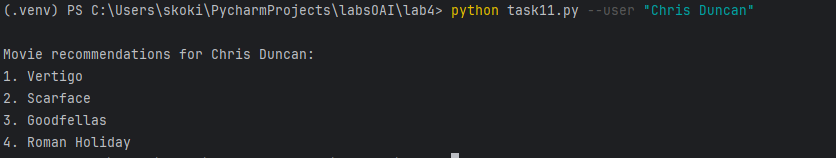 (.venv) PS C:\Users\skoki\PycharmProjects\labsOAI\lab4> python task11.py --user "Chris Duncan"
Movie recommendations for Chris Duncan:
1. Vertigo
2. Scarface
3. Goodfellas
4. Roman Holiday